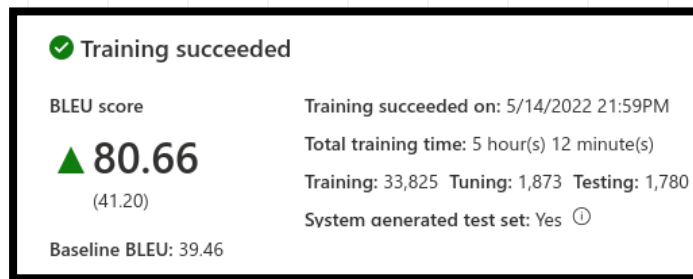 Training succeeded
BLEU score
80.66
(41.20)
Baseline BLEU: 39.46
Training succeeded on: 5/14/2022 21:59PM
Total training time: 5 hour(s) 12 minute(s)
Training: 33,825 Tuning: 1,873 Testing: 1,780
System generated test set: Yes